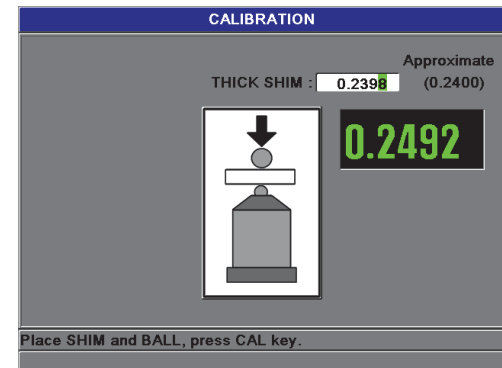 CALIBRATION
Approximate
THICK SHIM : 0.2398 (0.2400)
0.2492
Place SHIM and BALL, press CAL key.